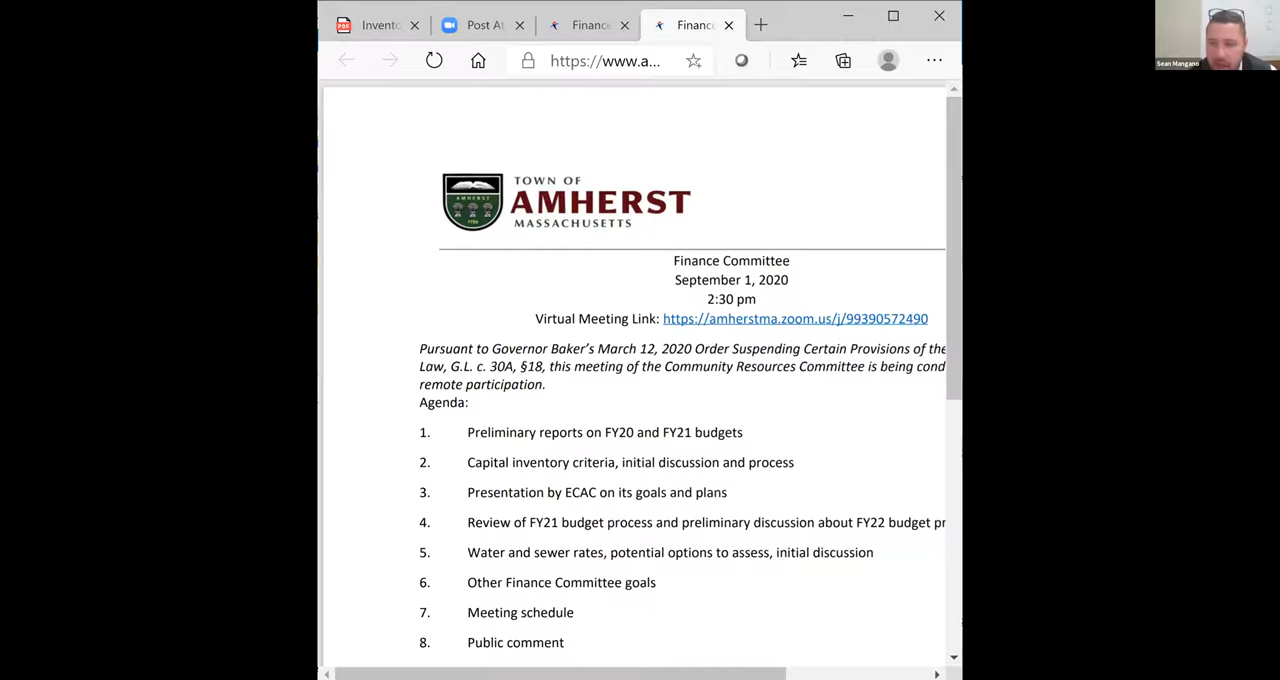 Invento
Post At
Finance
Financ
https://www.a...
Sean Mangano
TOWN OF
AMHERST
MASSACHUSETTS
AMHERST
Finance Committee
September 1, 2020
2:30 pm
Virtual Meeting Link: https://amherstma.zoom.us/j/99390572490
Pursuant to Governor Baker's March 12, 2020 Order Suspending Certain Provisions of the
Law, G.L. c. 30A, §18, this meeting of the Community Resources Committee is being cond
remote participation.
Agenda:
1. Preliminary reports on FY20 and FY21 budgets
2. Capital inventory criteria, initial discussion and process
3. Presentation by ECAC on its goals and plans
4. Review of FY21 budget process and preliminary discussion about FY22 budget pr
5. Water and sewer rates, potential options to assess, initial discussion
6. Other Finance Committee goals
7. Meeting schedule
8. Public comment